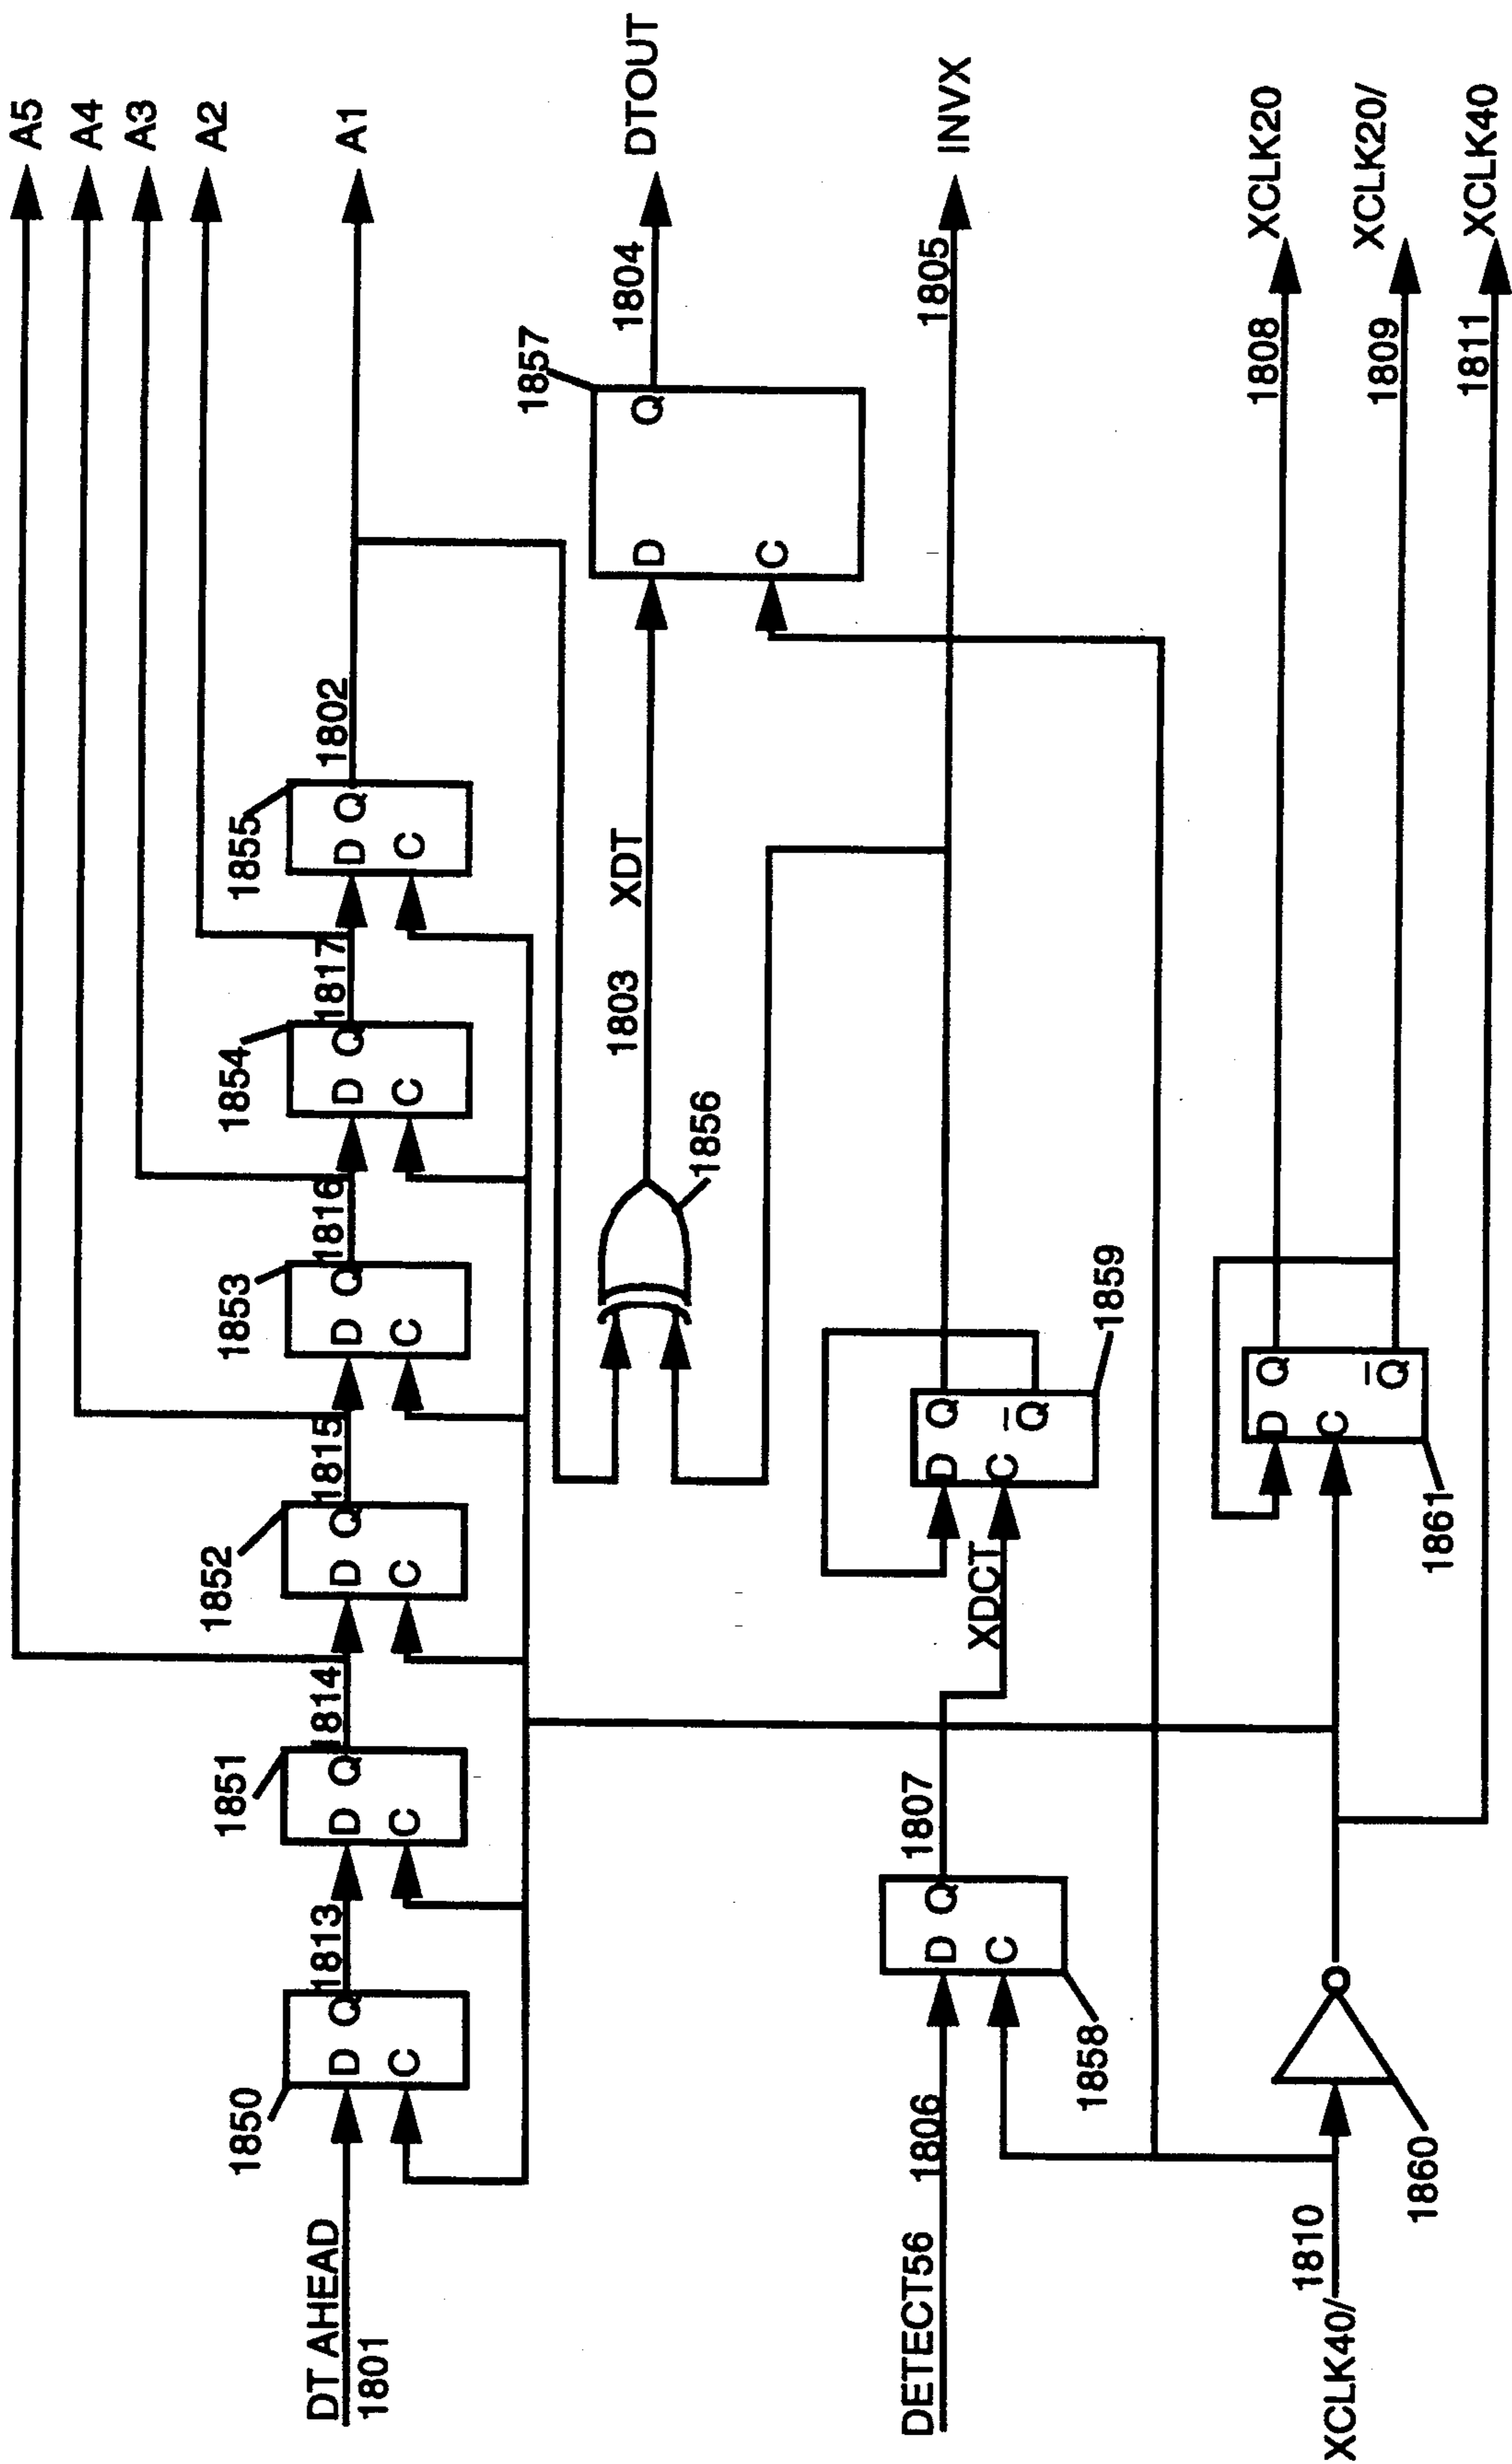 A5
A4
A3
A2
A1
DT AHEAD
1801
1850
D Q
C
1813
1851
D Q
C
1814
1852
D Q
C
1815
1853
D Q
C
1816
1854
D Q
C
1817
1855
D Q
C
1802
1856
1803 XDT
1857
D Q
C
1804
DTOUT
DETECT56
1806
1858
D Q
C
1807
XDCT
1859
D Q
C Q̅
1805
INVX
XCLK40/
1810
1860
1861
D Q
C
Q̅
1808
XCLK20
1809
XCLK20/
1811
XCLK40